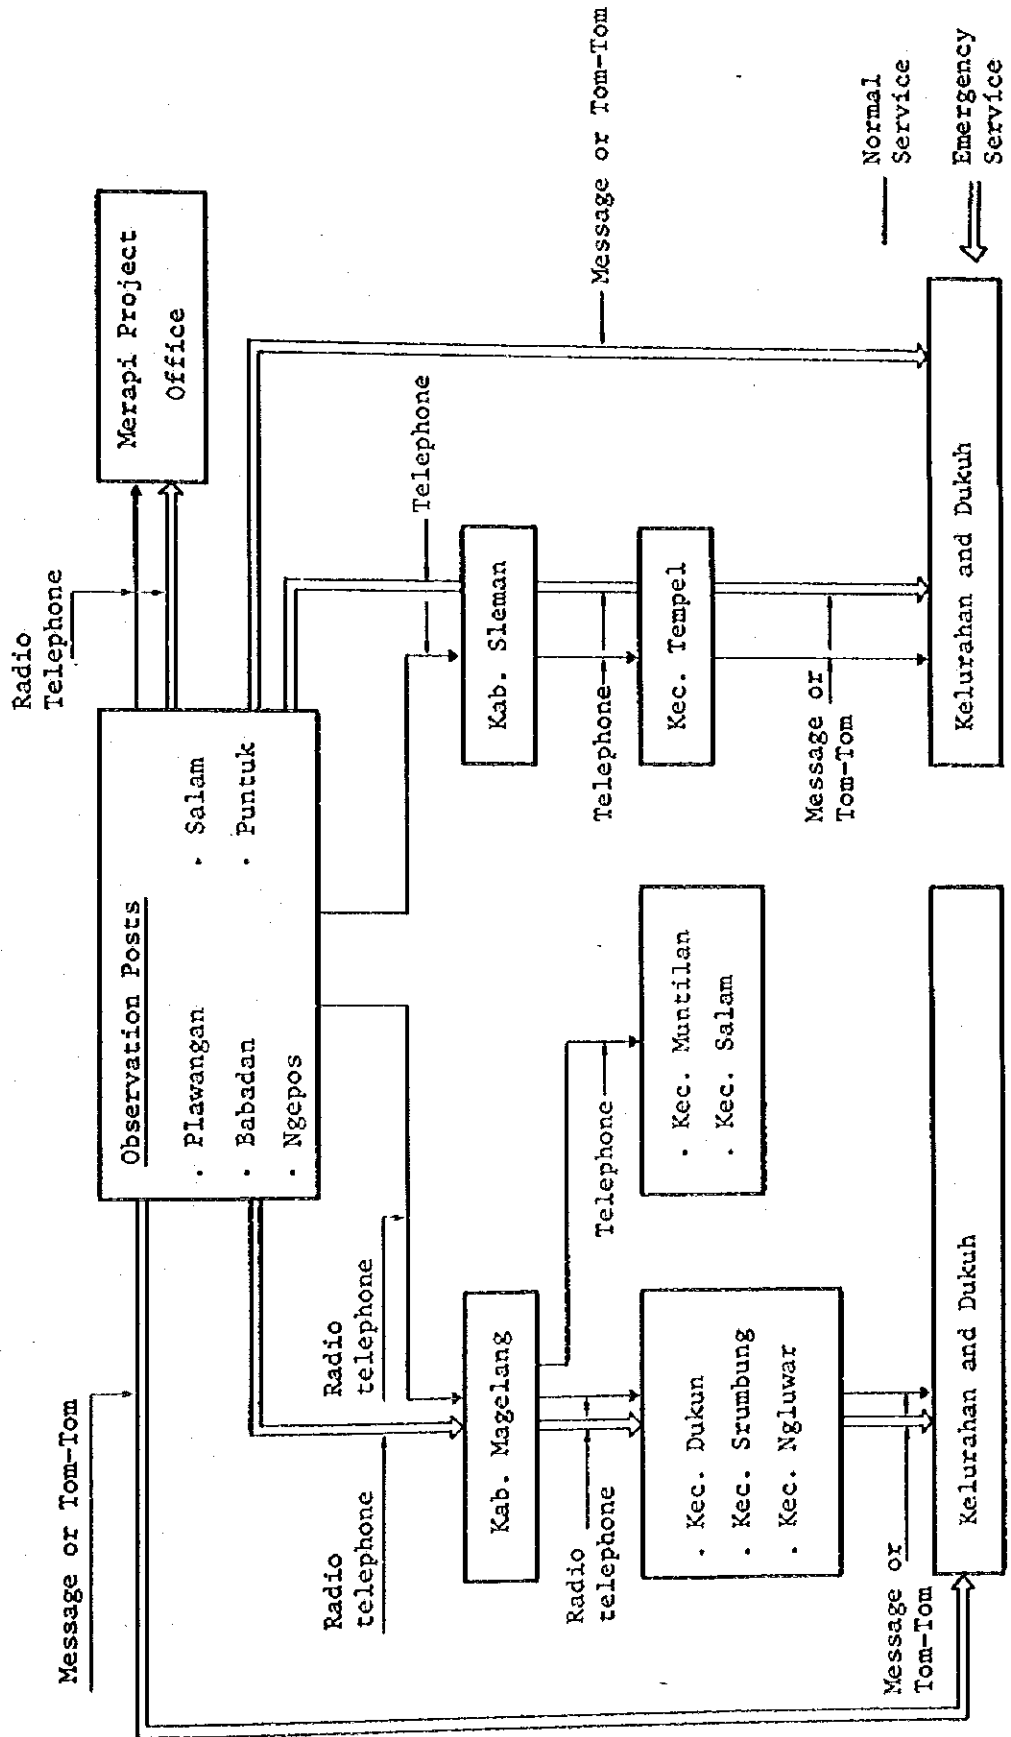 Message or Tom-Tom
Radio
Telephone
Observation Posts
· Plawangan
· Salam
· Babadan
· Puntuk
· Ngepos
Merapi Project
Office
Radio
telephone
Radio
telephone
Telephone
Message or Tom-Tom
Kab. Magelang
Kab. Sleman
Radio
telephone
Telephone
Telephone
· Kec. Dukun
· Kec. Srumbung
· Kec. Ngluwar
· Kec. Muntilan
· Kec. Salam
Kec. Tempel
Message or
Tom-Tom
Message or
Tom-Tom
Kelurahan and Dukuh
Kelurahan and Dukuh
Normal
Service
Emergency
Service